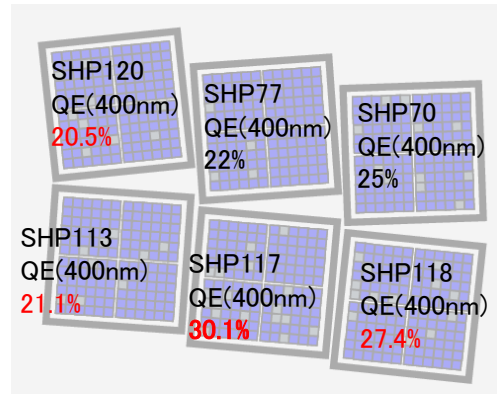 SHP120
QE(400nm)
20.5%
SHP77
QE(400nm)
22%
SHP70
QE(400nm)
25%
SHP113
QE(400nm)
21.1%
SHP117
QE(400nm)
30.1%
SHP118
QE(400nm)
27.4%